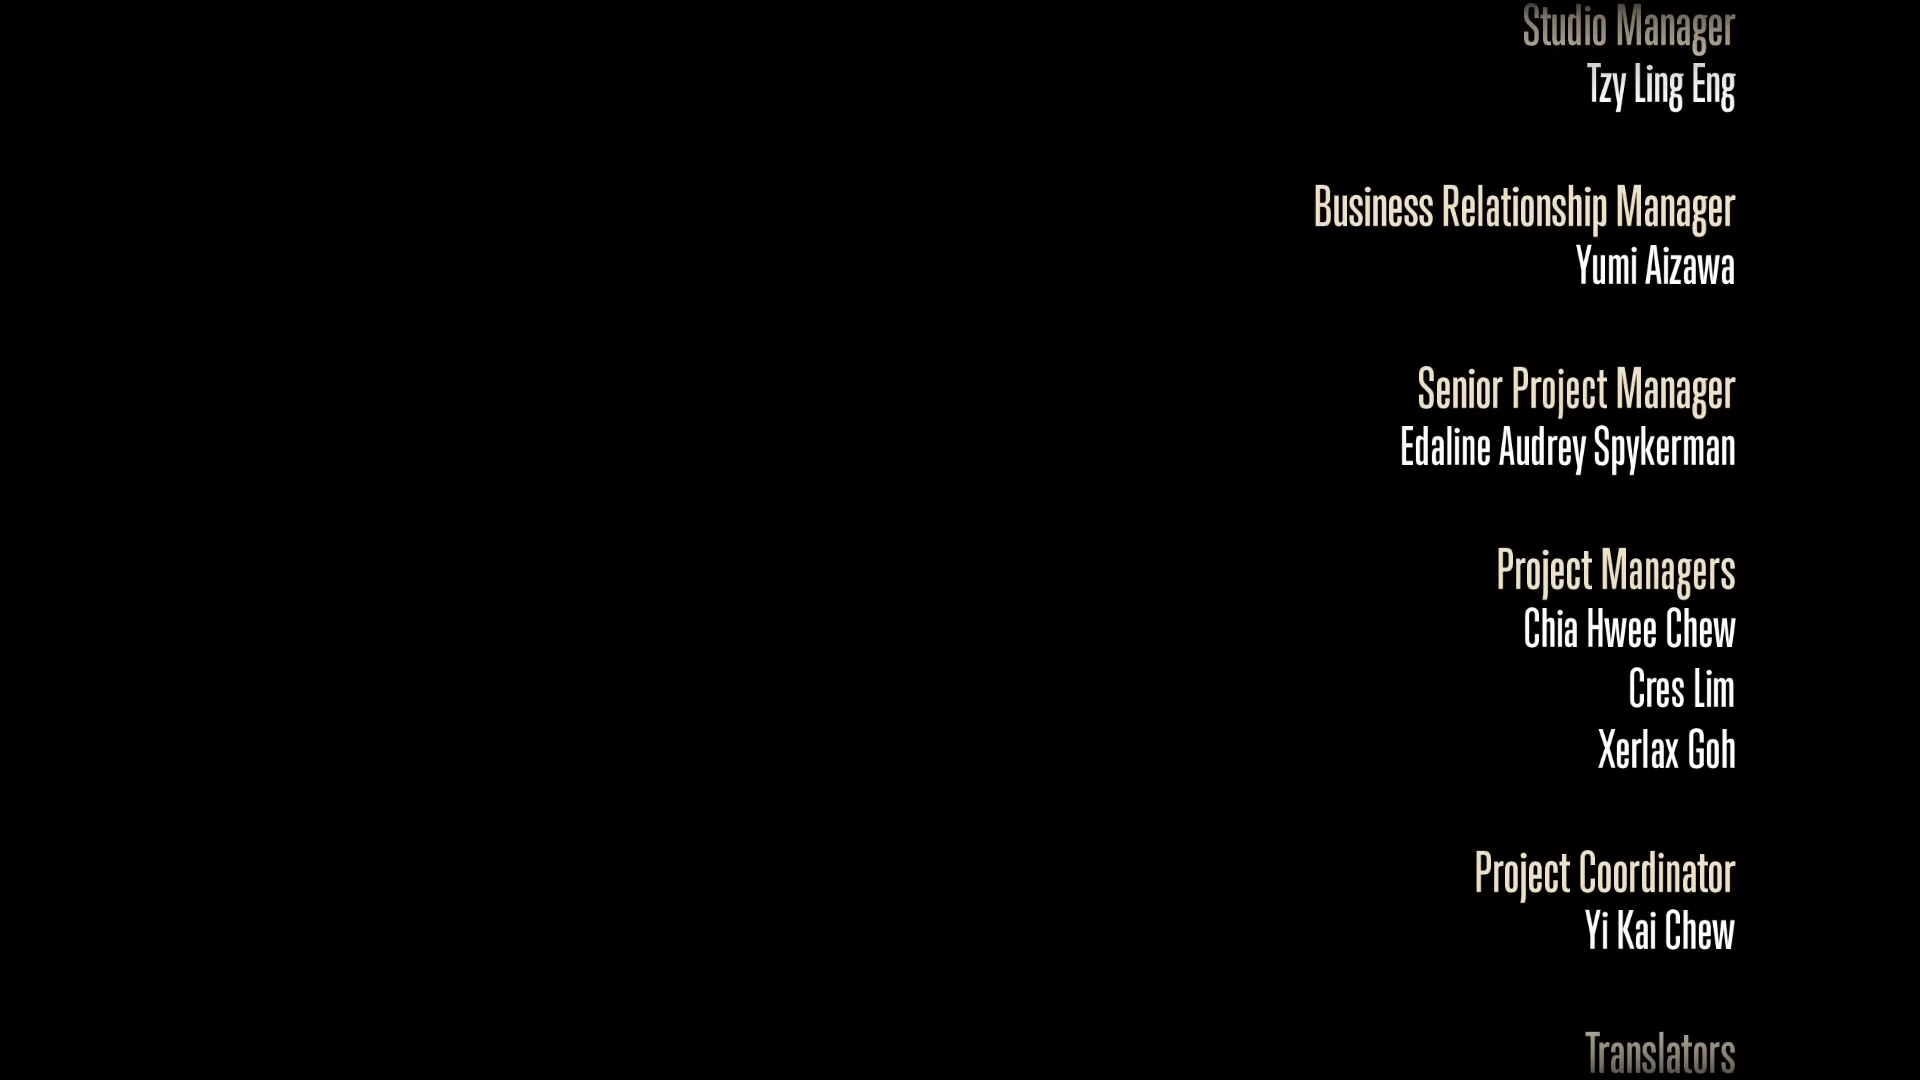 Studio Manager
Tzy Ling Eng
Business Relationship Manager
Yumi Aizawa
Senior Project Manager
Edaline Audrey Spykerman
Project Managers
Chia Hwee Chew
Cres Lim
Xerlax Goh
Project Coordinator
Yi Kai Chew
Translators